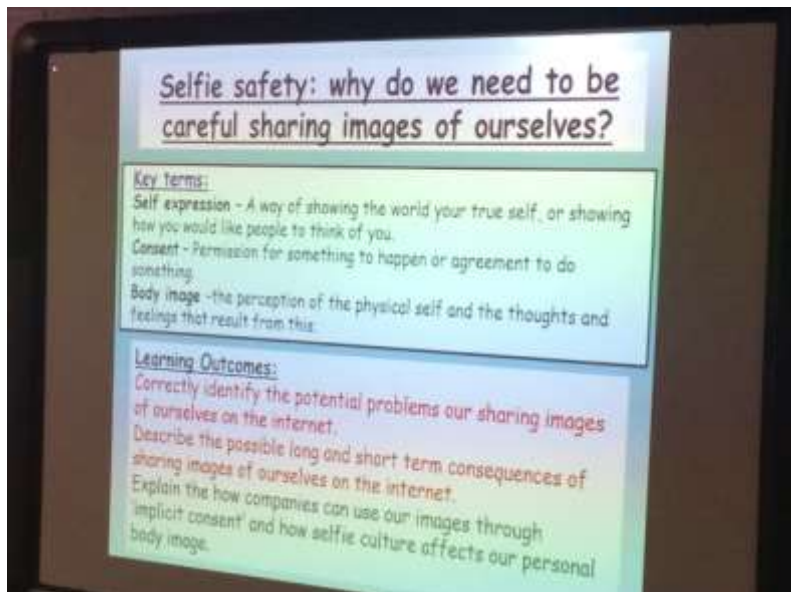 Selfie safety: why do we need to be
careful sharing images of ourselves?
Key terms:
Self expression – A way of showing the world your true self, or showing
how you would like people to think of you.
Consent – Permission for something to happen or agreement to do
something.
Body image -the perception of the physical self and the thoughts and
feelings that result from this.
Learning Outcomes:
Correctly identify the potential problems our sharing images
of ourselves on the internet.
Describe the possible long and short term consequences of
sharing images of ourselves on the internet.
Explain the how companies can use our images through
'implicit consent' and how selfie culture affects our personal
body image.